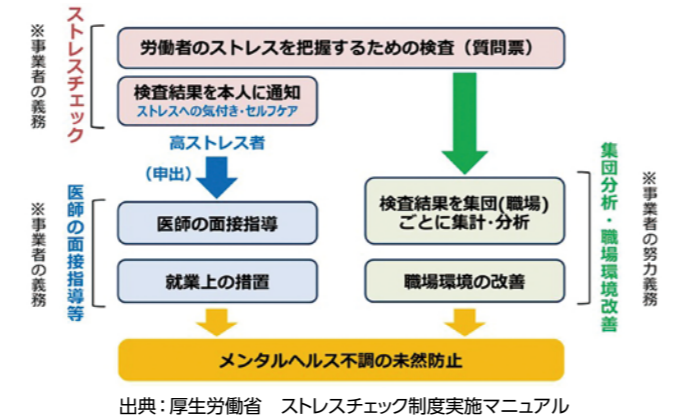 ストレスチェック
※事業者の義務
労働者のストレスを把握するための検査（質問票）
検査結果を本人に通知
ストレスへの気付き・セルフケア
高ストレス者
（申出）
医師の面接指導等
※事業者の義務
医師の面接指導
就業上の措置
検査結果を集団(職場)
ごとに集計・分析
職場環境の改善
集団分析・職場環境改善
※事業者の努力義務
メンタルヘルス不調の未然防止
出典：厚生労働省　ストレスチェック制度実施マニュアル